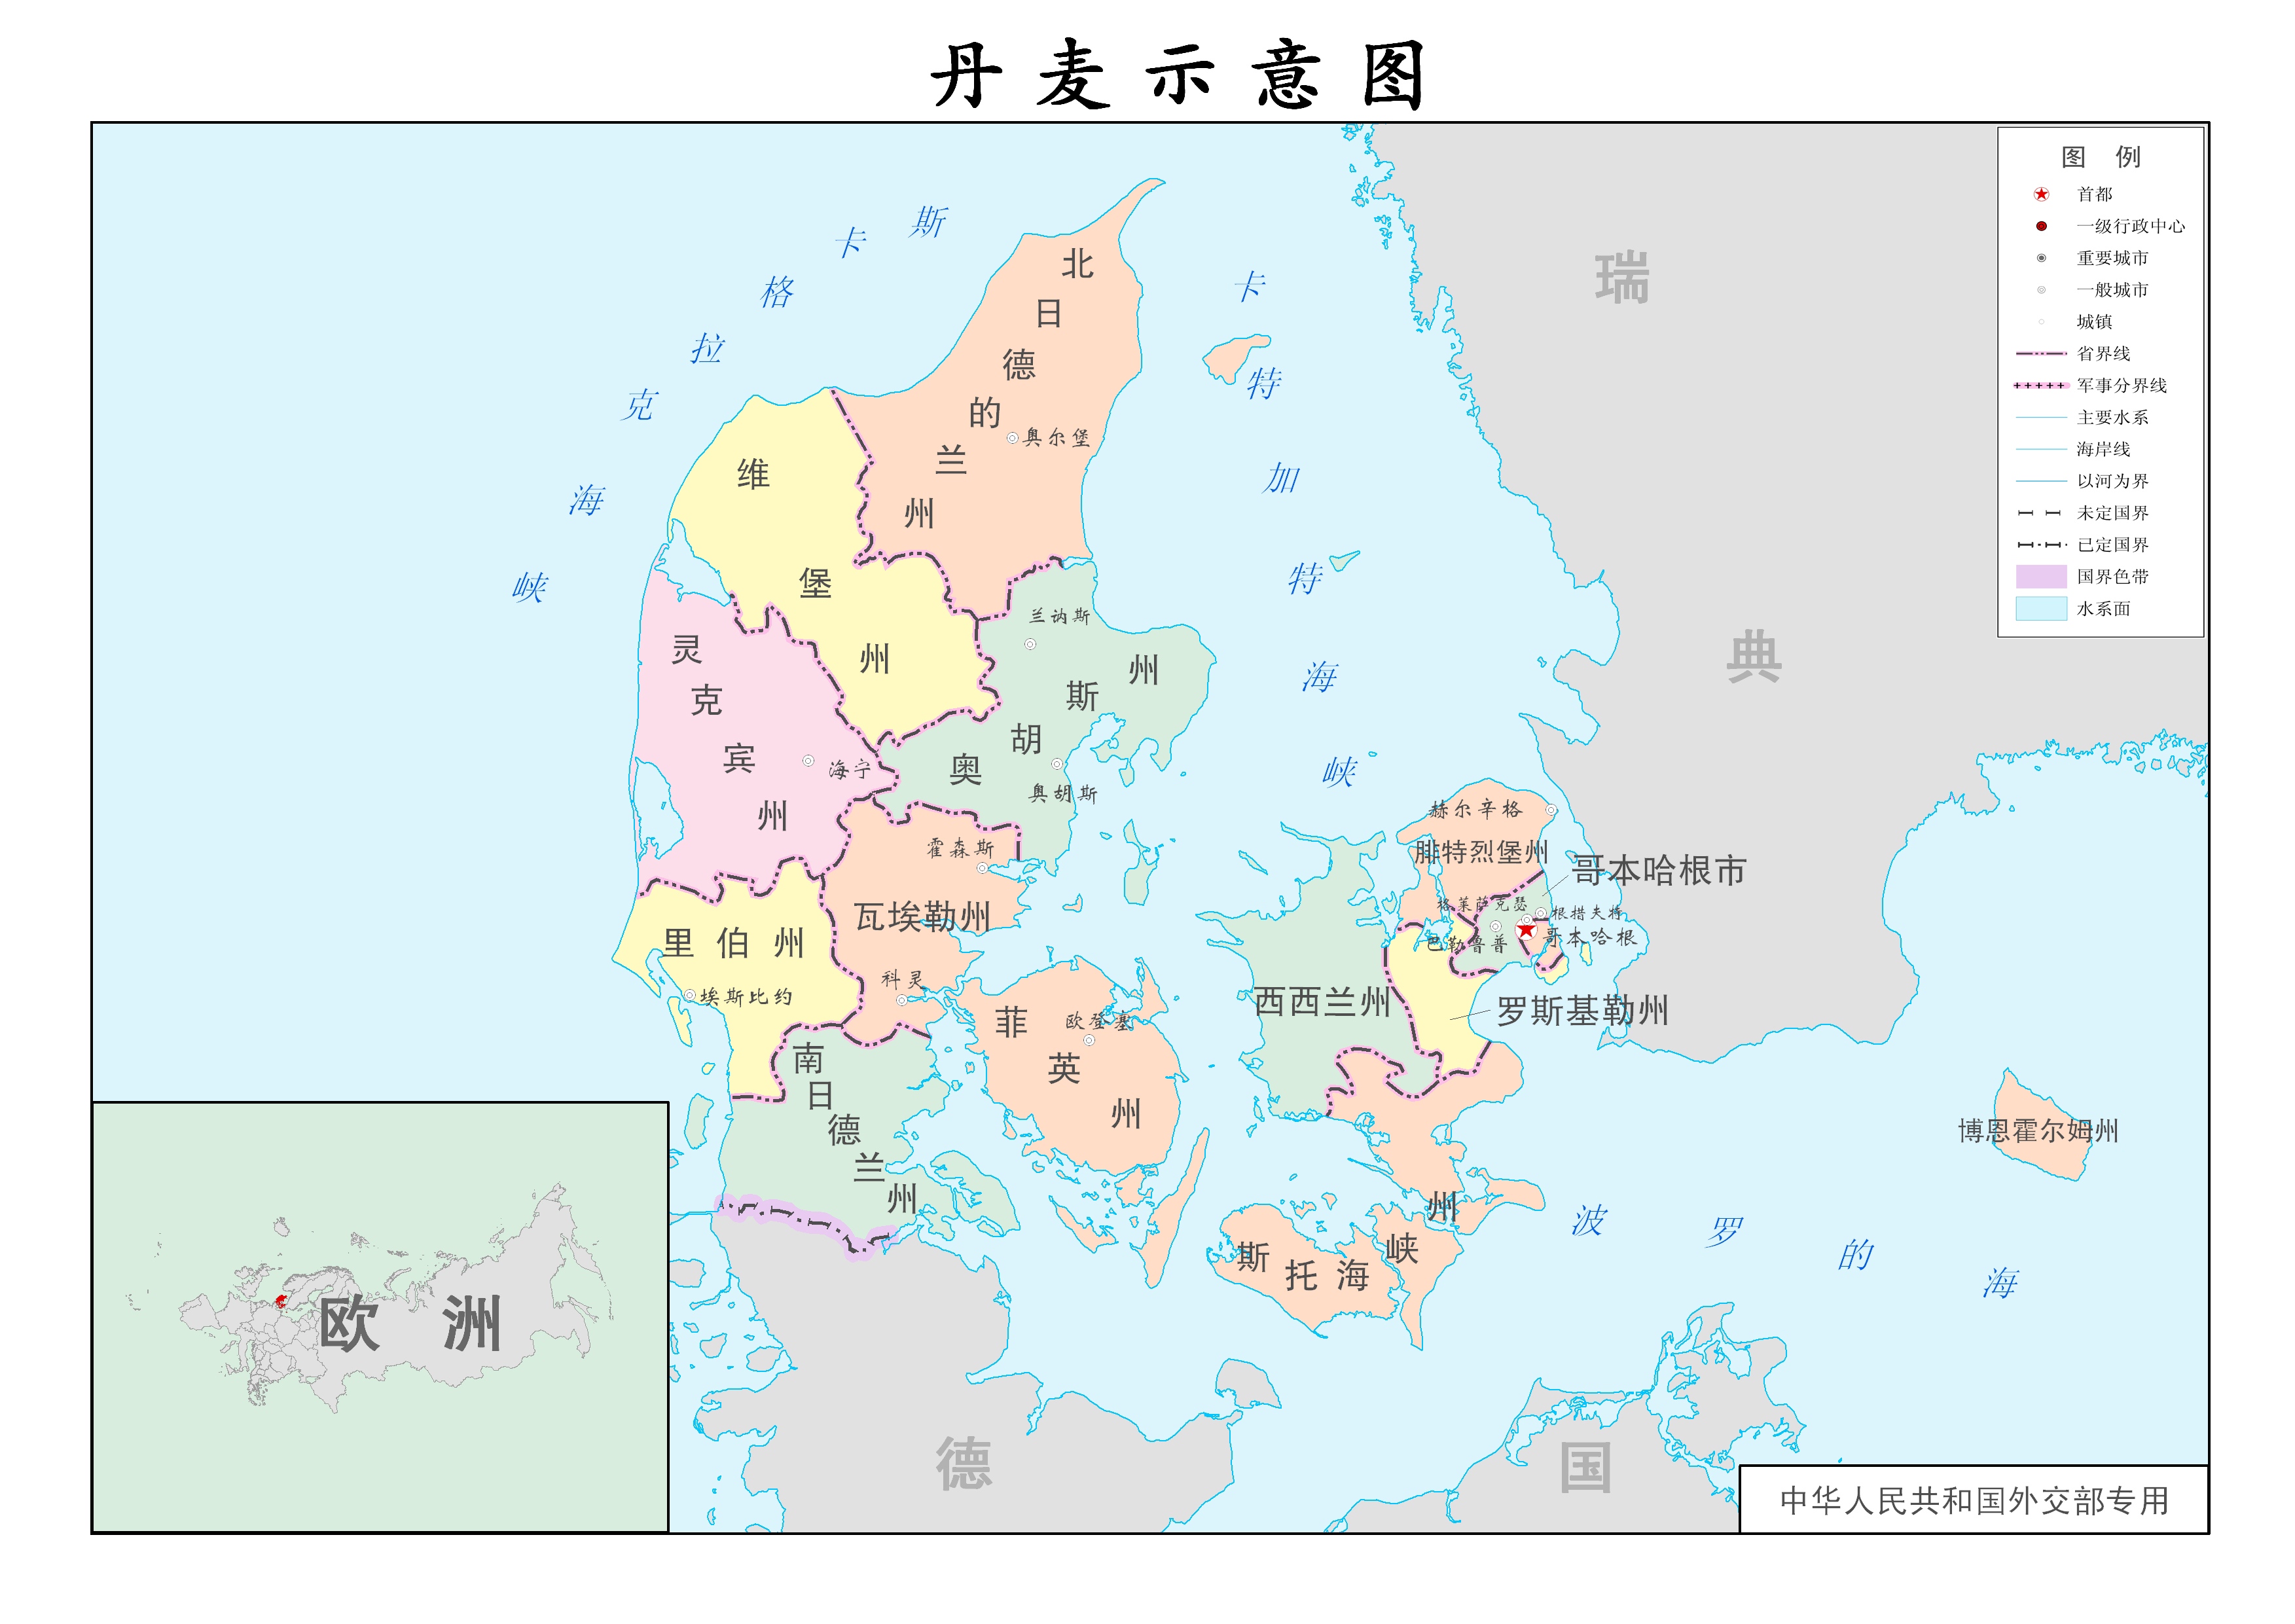 丹麦示意图
图 例
首都
一级行政中心
重要城市
一般城市
城镇
省界线
军事分界线
主要水系
海岸线
以河为界
未定国界
已定国界
国界色带
水系面
斯卡格拉克海峡
卡特加特海峡
瑞典
北日德的兰州
奥尔堡
维堡州
兰讷斯
灵克宾州
海宁
奥胡斯州
奥胡斯
霍森斯
瓦埃勒州
里伯州
埃斯比约
科灵
南日德兰州
菲英州
欧登塞
赫尔辛格
腓特烈堡州
哥本哈根市
格莱萨克瑟
根措夫特
巴勒鲁普
哥本哈根
西西兰州
罗斯基勒州
博恩霍尔姆州
斯托海峡州
波罗的海
欧洲
德国
中华人民共和国外交部专用